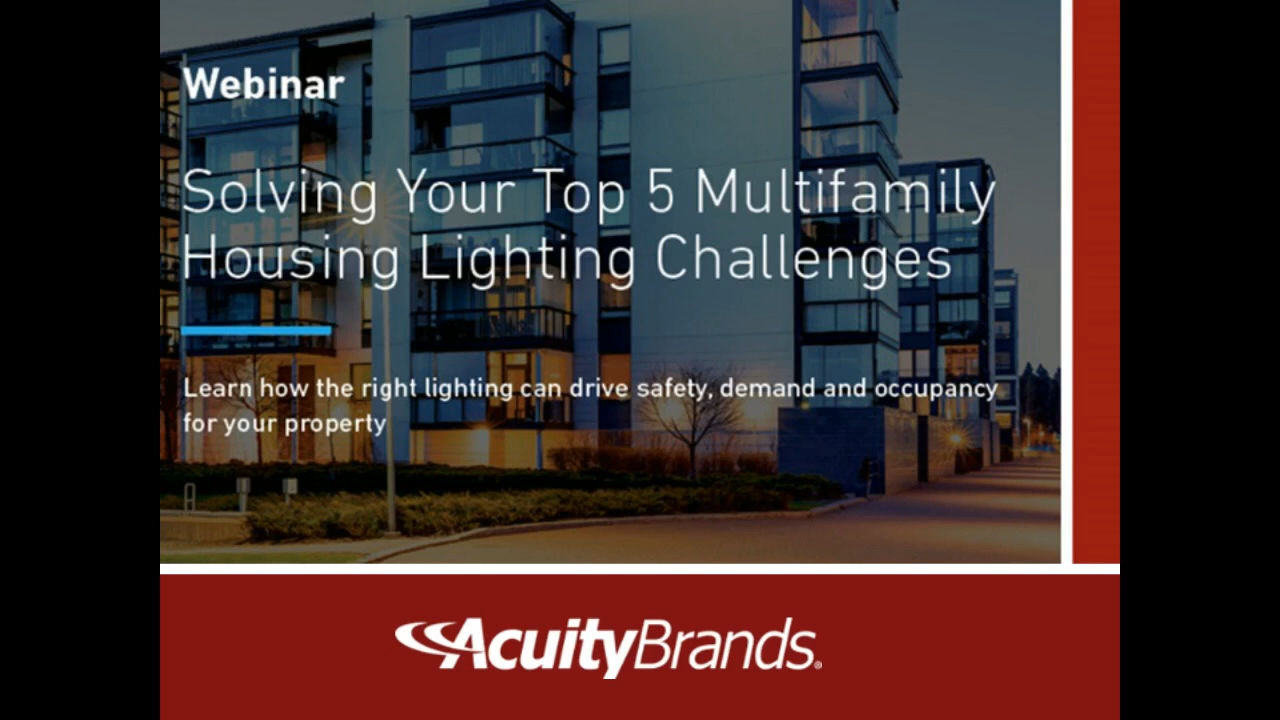 Webinar
Solving Your Top 5 Multifamily
Housing Lighting Challenges
Learn how the right lighting can drive safety, demand and occupancy
for your property
AcuityBrands®